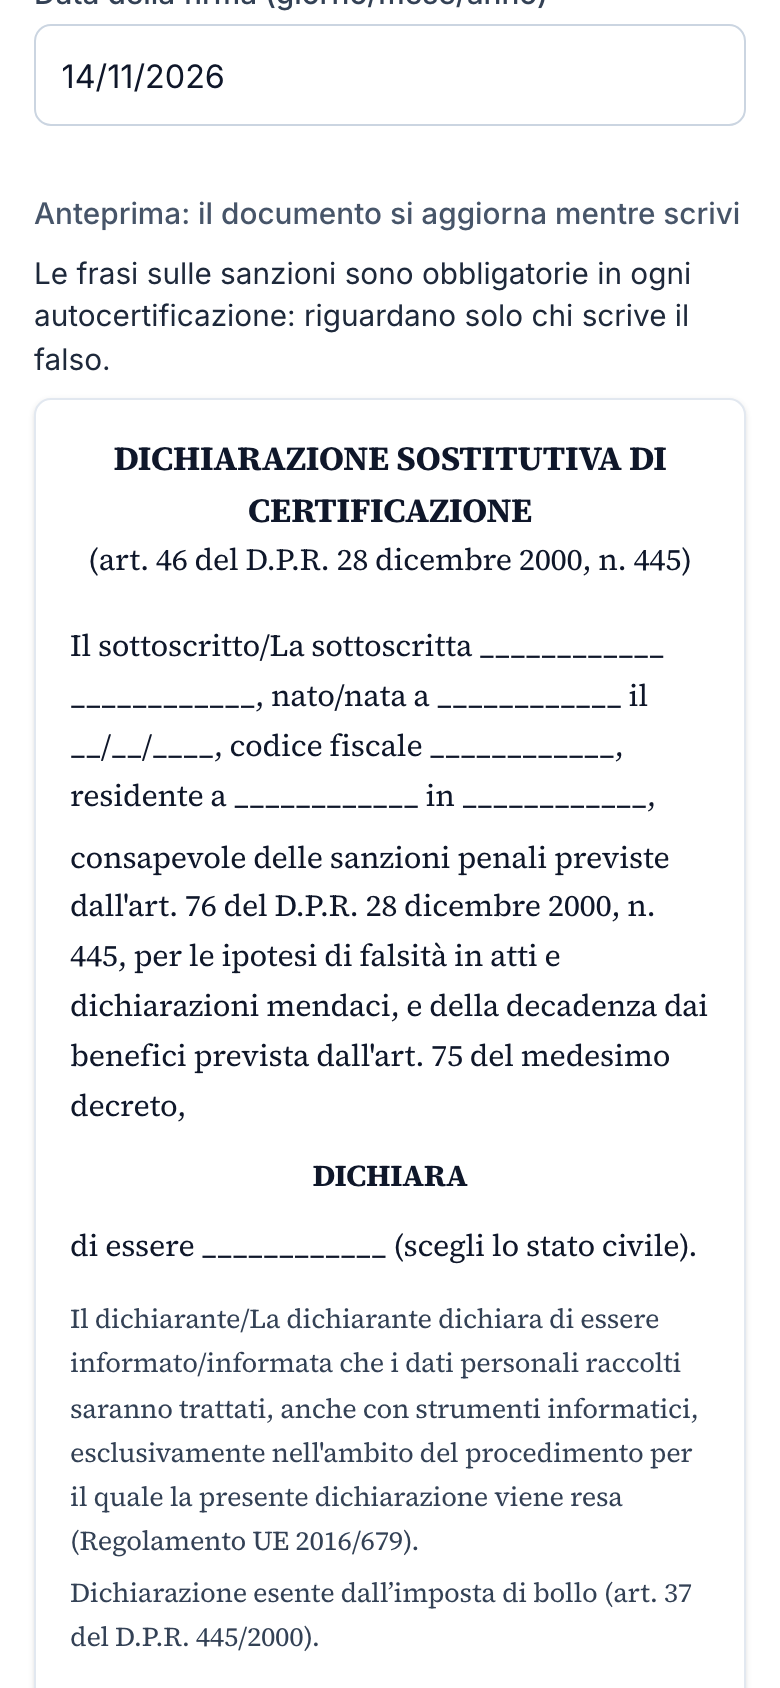 Data della firma (giorno/mese/anno)
14/11/2026
Anteprima: il documento si aggiorna mentre scrivi
Le frasi sulle sanzioni sono obbligatorie in ogni
autocertificazione: riguardano solo chi scrive il
falso.
DICHIARAZIONE SOSTITUTIVA DI
CERTIFICAZIONE
(art. 46 del D.P.R. 28 dicembre 2000, n. 445)
Il sottoscritto/La sottoscritta ____________
____________, nato/nata a ____________ il
__/__/____, codice fiscale ____________,
residente a ____________ in ____________,
consapevole delle sanzioni penali previste
dall'art. 76 del D.P.R. 28 dicembre 2000, n.
445, per le ipotesi di falsità in atti e
dichiarazioni mendaci, e della decadenza dai
benefici prevista dall'art. 75 del medesimo
decreto,
DICHIARA
di essere ____________ (scegli lo stato civile).
Il dichiarante/La dichiarante dichiara di essere
informato/informata che i dati personali raccolti
saranno trattati, anche con strumenti informatici,
esclusivamente nell'ambito del procedimento per
il quale la presente dichiarazione viene resa
(Regolamento UE 2016/679).
Dichiarazione esente dall’imposta di bollo (art. 37
del D.P.R. 445/2000).